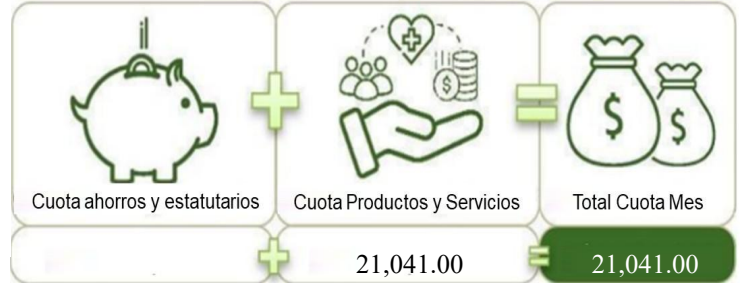 Cuota ahorros y estatutarios
Cuota Productos y Servicios
Total Cuota Mes
21,041.00
21,041.00